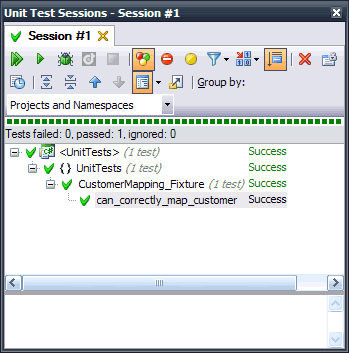 Unit Test Sessions - Session #1
Session #1
Group by:
Projects and Namespaces
Tests failed: 0, passed: 1, ignored: 0
<UnitTests> (1 test) Success
{} UnitTests (1 test) Success
CustomerMapping_Fixture (1 test) Success
can_correctly_map_customer Success